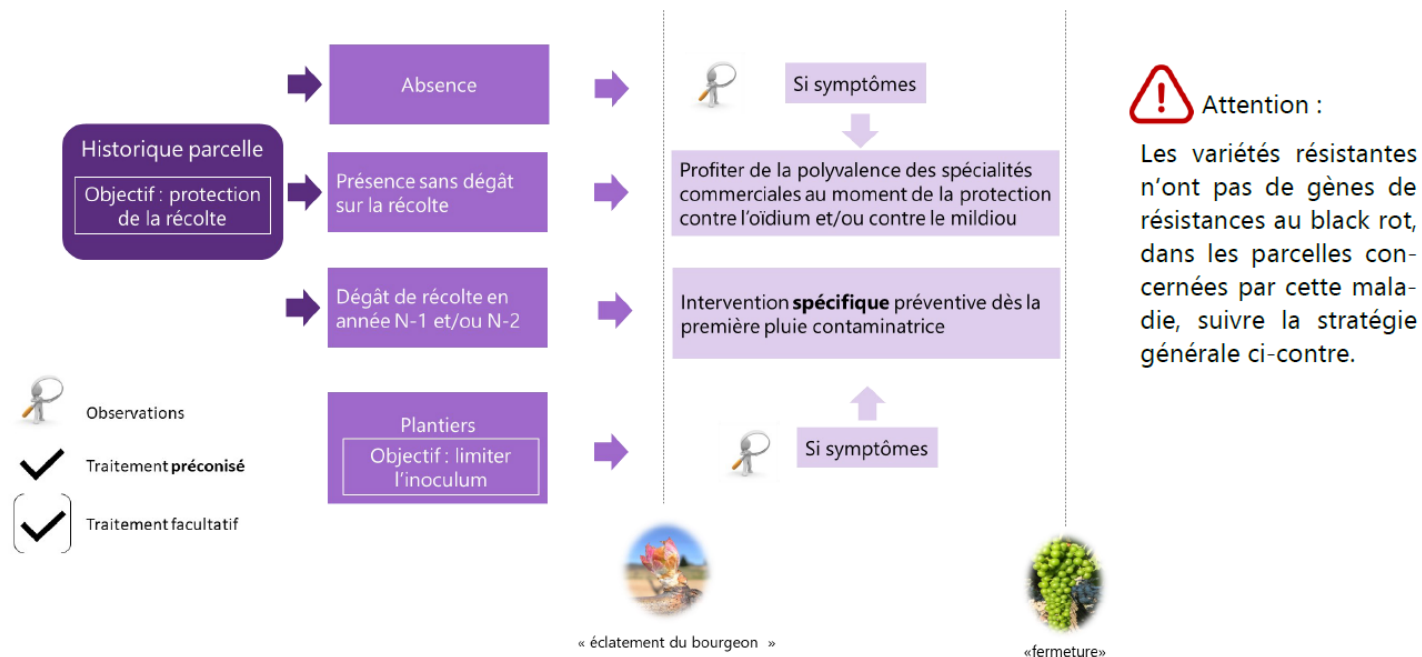 Historique parcelle
Objectif : protection
de la récolte
Absence
Si symptômes
Présence sans dégât
sur la récolte
Profiter de la polyvalence des spécialités
commerciales au moment de la protection
contre l’oïdium et/ou contre le mildiou
Dégât de récolte en
année N-1 et/ou N-2
Intervention spécifique préventive dès la
première pluie contaminatrice
Plantiers
Objectif : limiter
l’inoculum
Si symptômes
Observations
Traitement préconisé
Traitement facultatif
« éclatement du bourgeon »
«fermeture»
Attention :
Les variétés résistantes
n’ont pas de gènes de
résistances au black rot,
dans les parcelles con-
cernées par cette mala-
die, suivre la stratégie
générale ci-contre.